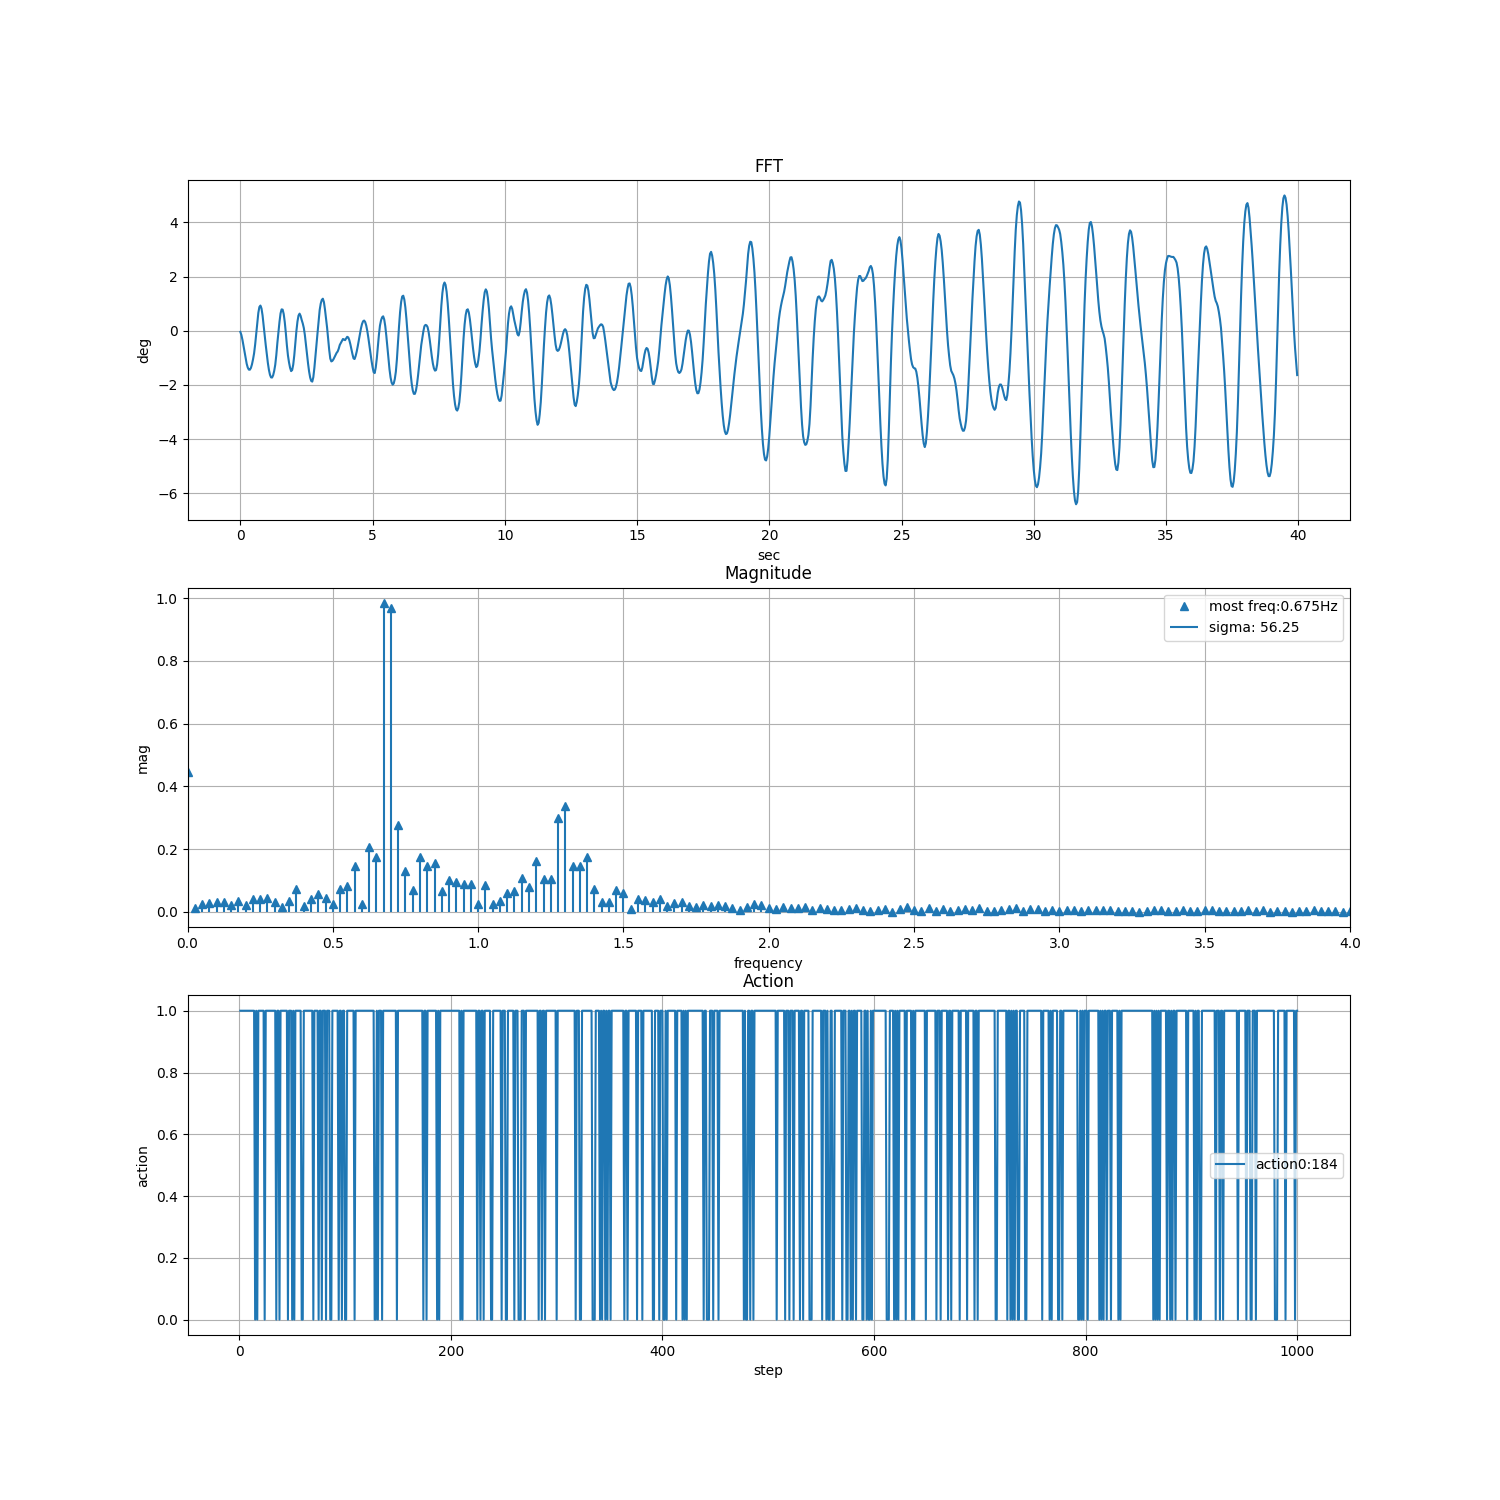 FFT
4
2
0
−2
−4
−6
deg
0 5 10 15 20 25 30 35 40
sec
Magnitude
1.0
0.8
0.6
0.4
0.2
0.0
mag
most freq:0.675Hz
sigma: 56.25
0.0 0.5 1.0 1.5 2.0 2.5 3.0 3.5 4.0
frequency
Action
1.0
0.8
0.6
0.4
0.2
0.0
action
action0:184
0 200 400 600 800 1000
step